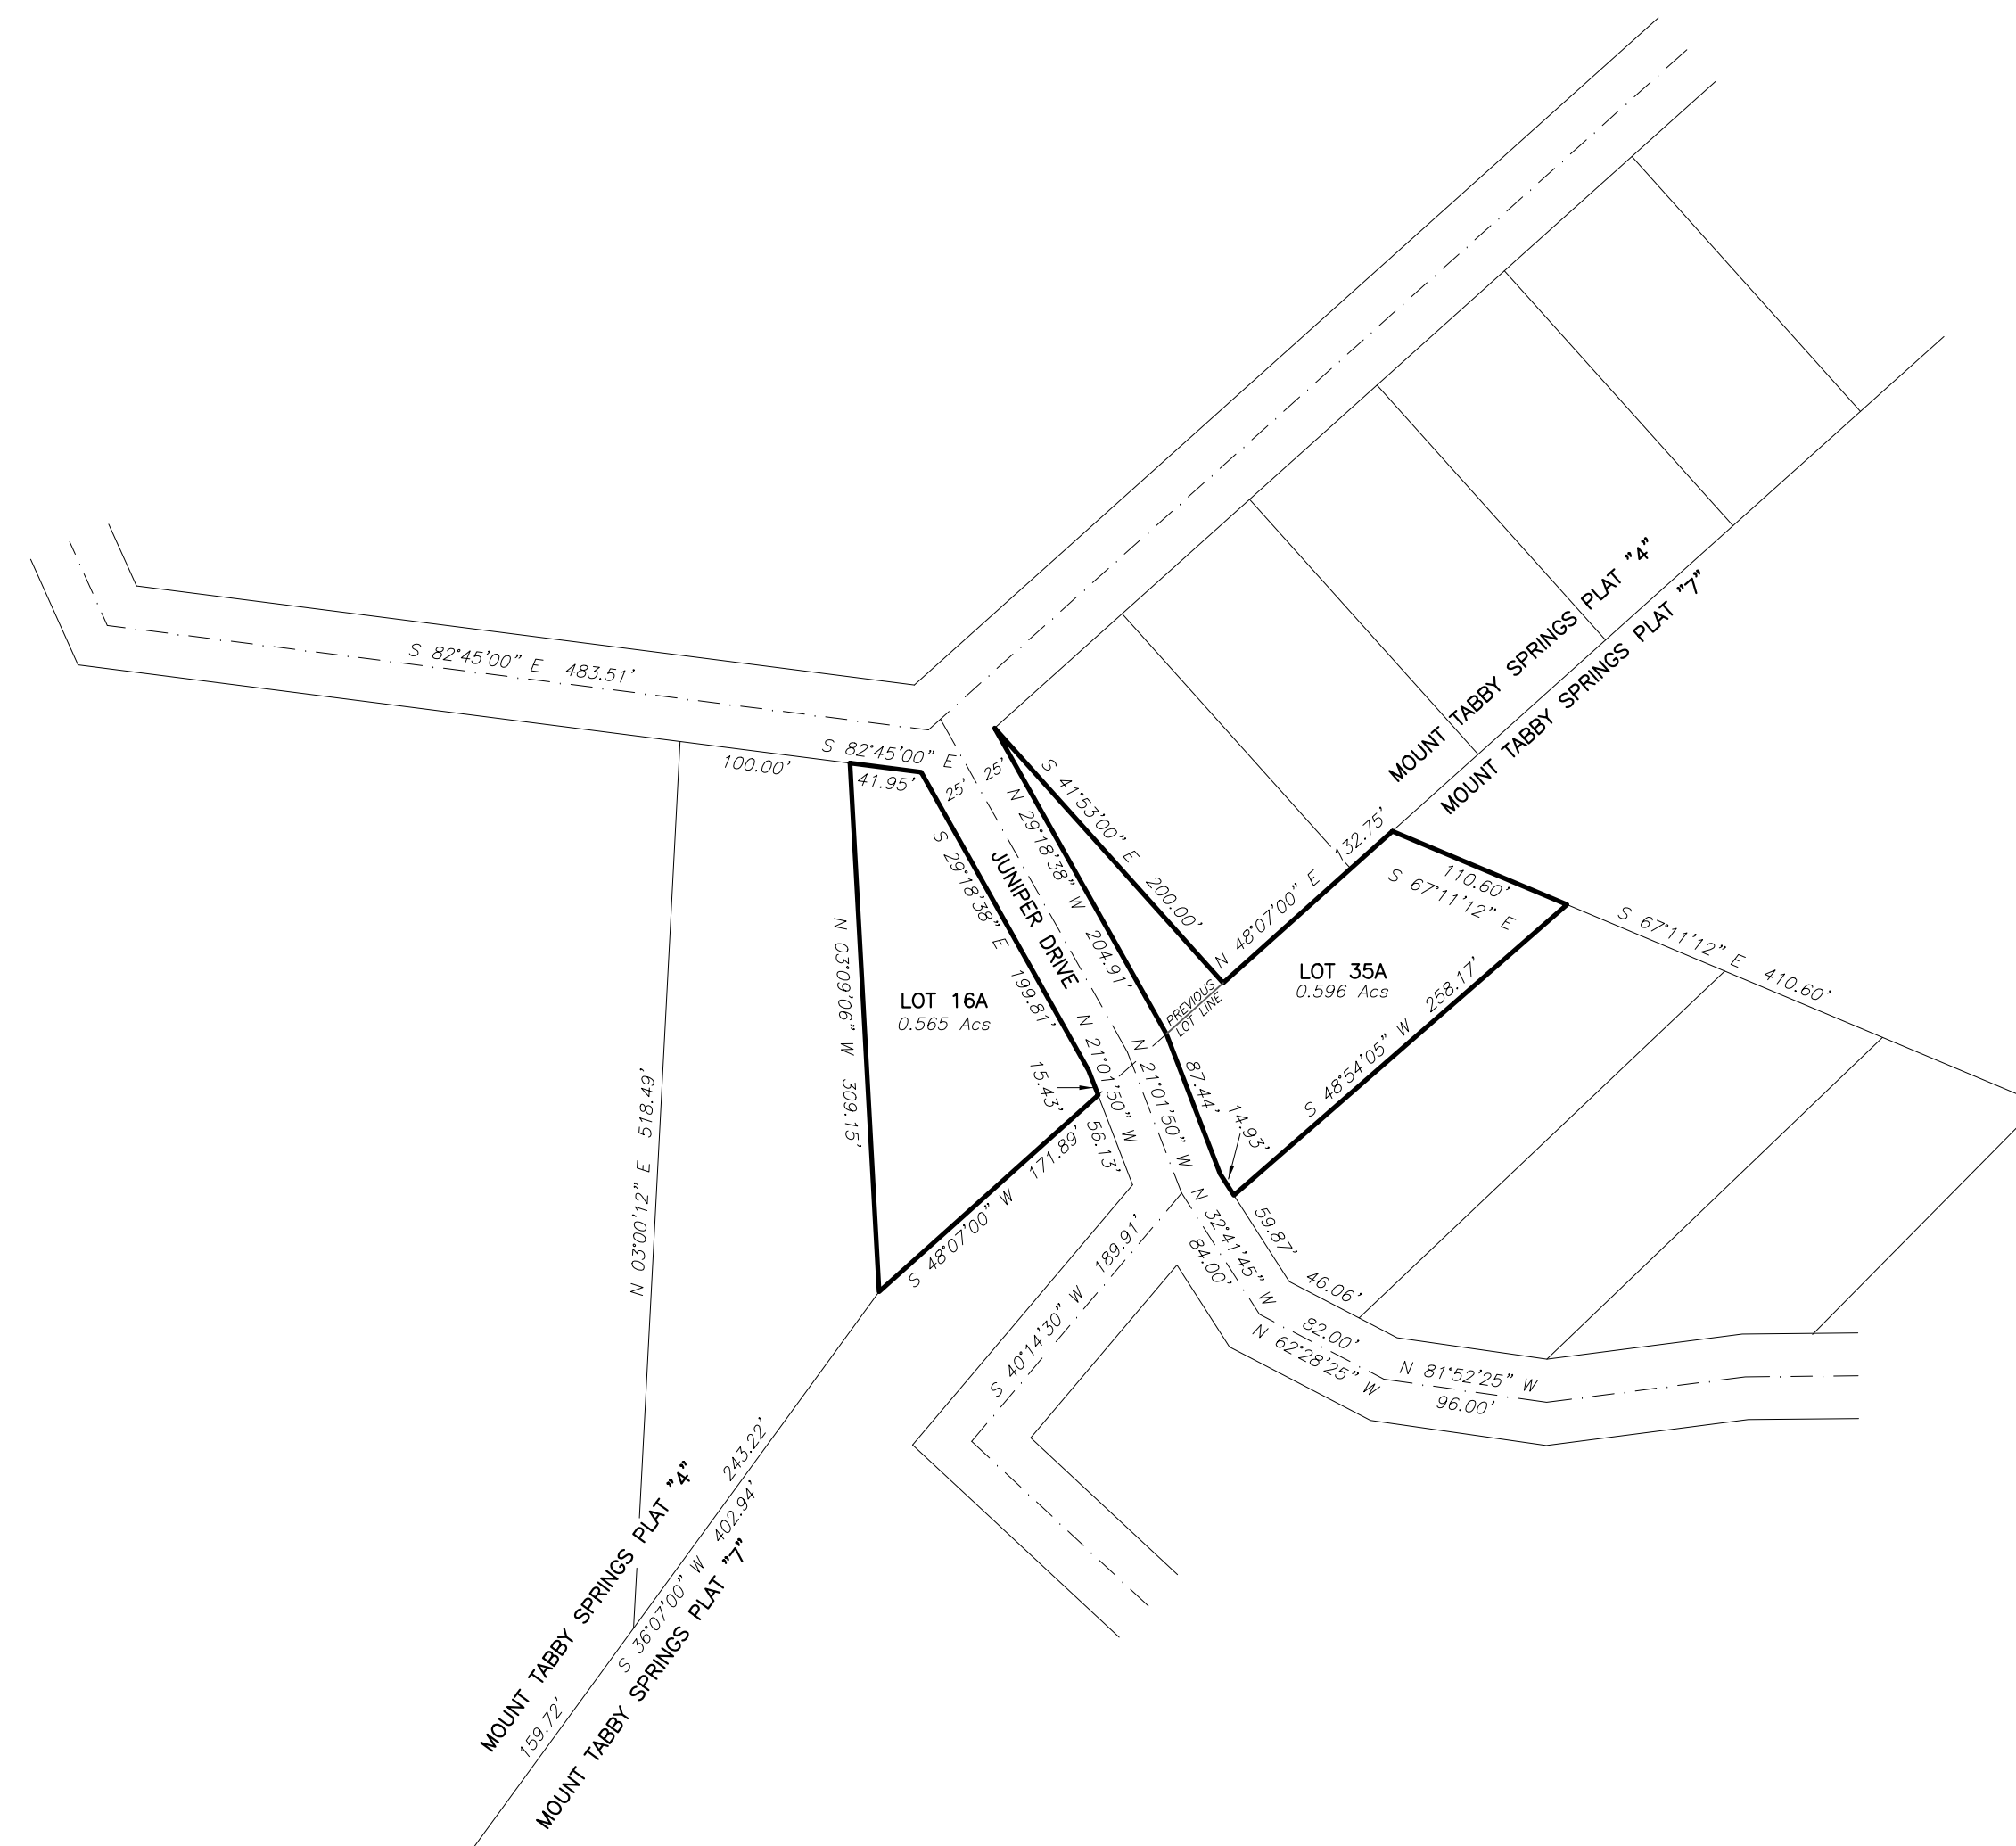 MOUNT TABBY SPRINGS PLAT "4"
MOUNT TABBY SPRINGS PLAT "7"
S 82°45'00" E 483.51'
100.00'
S 82°45'00" E
41.95'
25'
25'
S 41°53'00" E 200.00'
N 29°18'38" W 204.91'
N 48°07'00" E 132.75'
110.60'
S 67°11'12" E
S 67°11'12" E 410.60'
S 29°18'38" E 199.81'
JUNIPER DRIVE
N 03°09'06" W 309.15'
LOT 16A
0.565 Acs
LOT 35A
0.596 Acs
PREVIOUS
LOT LINE
S 48°54'05" W 258.17'
N 21°01'50" W
56.13'
N 21°01'50" W
87.44'
15.43'
14.93'
S 48°07'00" W 171.89'
N 03°00'12" E 518.49'
59.87'
N 32°41'45" W
84.00'
46.06'
82.00'
N 62°28'25" W
N 81°52'25" W
96.00'
S 40°14'30" W 189.91'
243.22'
S 36°07'00" W 402.94'
159.72'
MOUNT TABBY SPRINGS PLAT "4"
MOUNT TABBY SPRINGS PLAT "7"